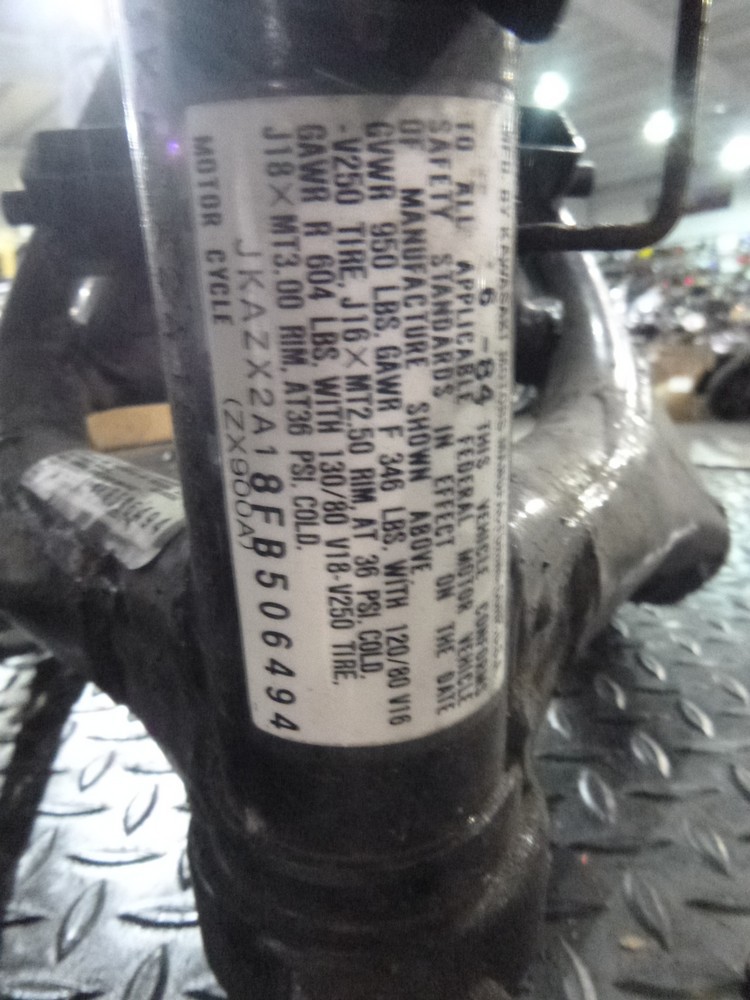 BY KAWASAKI
6-84 THIS VEHICLE CONFORMS
TO ALL APPLICABLE FEDERAL MOTOR VEHICLE
SAFETY STANDARDS IN EFFECT ON THE DATE
OF MANUFACTURE SHOWN ABOVE
GVWR 950 LBS. GAWR F 346 LBS. WITH 120/80 V16
-V250 TIRE, J16×MT2.50 RIM, AT 36 PSI. COLD.
GAWR R 604 LBS. WITH 130/80 V18-V250 TIRE,
J18×MT3.00 RIM, AT36 PSI. COLD.
JKAZX2A18FB506494
MOTOR CYCLE (ZX900A)